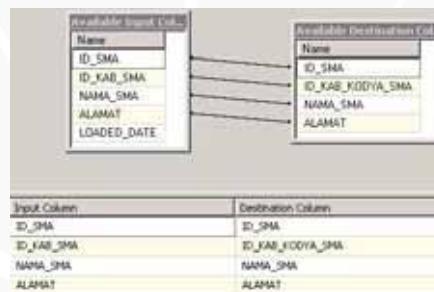 Available Input Col...
Name
ID_SMA
ID_KAB_SMA
NAMA_SMA
ALAMAT
LOADED_DATE
Available Destination Col
Name
ID_SMA
ID_KAB_KODYA_SMA
NAMA_SMA
ALAMAT
Input Column
Destination Column
ID_SMA
ID_SMA
ID_KAB_SMA
ID_KAB_KODYA_SMA
NAMA_SMA
NAMA_SMA
ALAMAT
ALAMAT